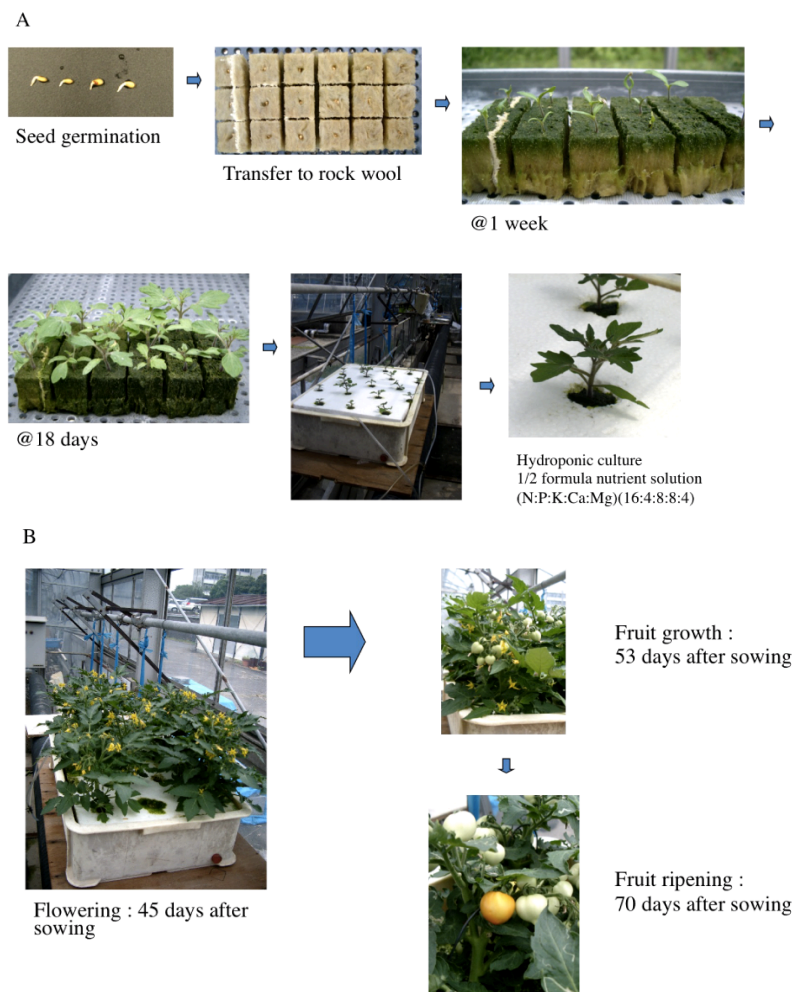 A
Seed germination
Transfer to rock wool
@1 week
@18 days
Hydroponic culture
1/2 formula nutrient solution
(N:P:K:Ca:Mg)(16:4:8:8:4)
B
Flowering : 45 days after
sowing
Fruit growth :
53 days after sowing
Fruit ripening :
70 days after sowing